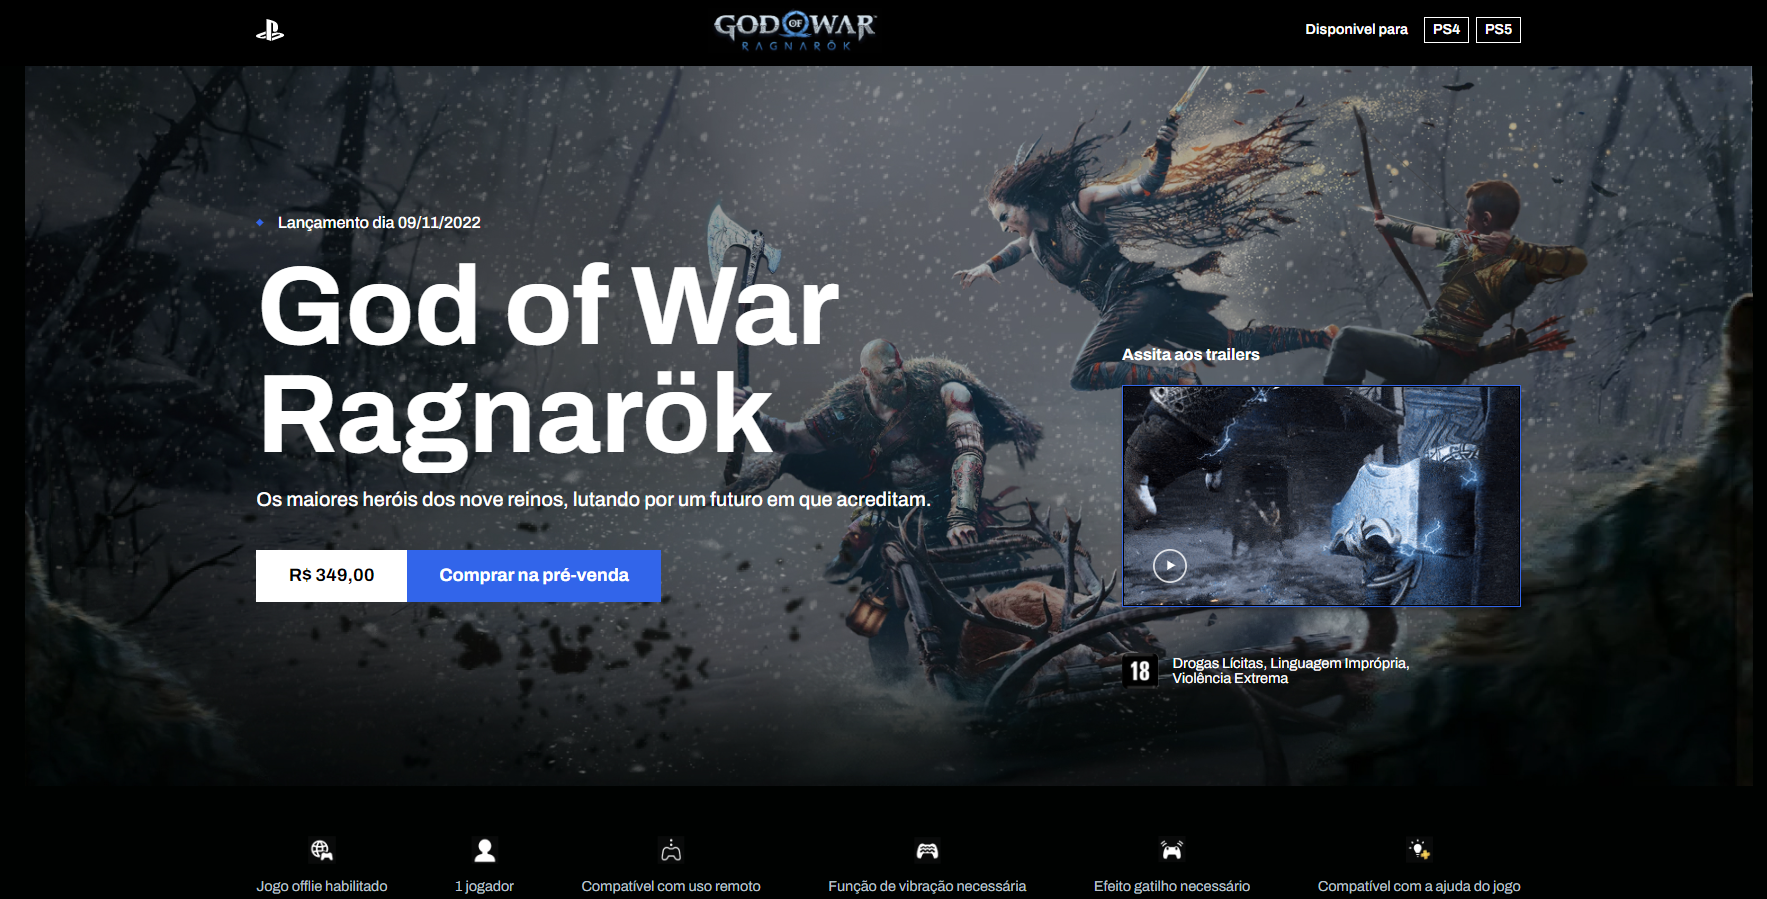 GOD OF WAR
RAGNARÖK
Disponivel para
PS4
PS5
Lançamento dia 09/11/2022
God of War
Ragnarök
Os maiores heróis dos nove reinos, lutando por um futuro em que acreditam.
R$ 349,00
Comprar na pré-venda
Assita aos trailers
18
Drogas Lícitas, Linguagem Imprópria,
Violência Extrema
Jogo offlie habilitado
1 jogador
Compatível com uso remoto
Função de vibração necessária
Efeito gatilho necessário
Compatível com a ajuda do jogo